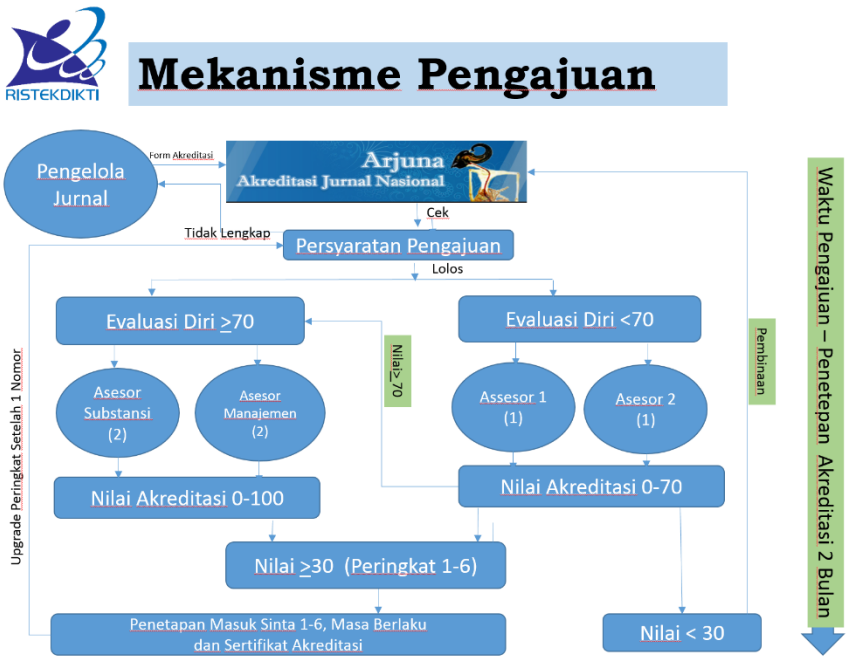 RISTEKDIKTI
Mekanisme Pengajuan
Pengelola
Jurnal
Form Akreditasi
Arjuna
Akreditasi Jurnal Nasional
Cek
Tidak Lengkap
Persyaratan Pengajuan
Lolos
Evaluasi Diri ≥70
Evaluasi Diri <70
Nilai≥ 70
Asesor
Substansi
(2)
Asesor
Manajemen
(2)
Assesor 1
(1)
Asesor 2
(1)
Nilai Akreditasi 0-100
Nilai Akreditasi 0-70
Nilai ≥30 (Peringkat 1-6)
Penetapan Masuk Sinta 1-6, Masa Berlaku
dan Sertifikat Akreditasi
Nilai < 30
Upgrade Peringkat Setelah 1 Nomor
Pembinaan
Waktu Pengajuan – Penetepan Akreditasi 2 Bulan